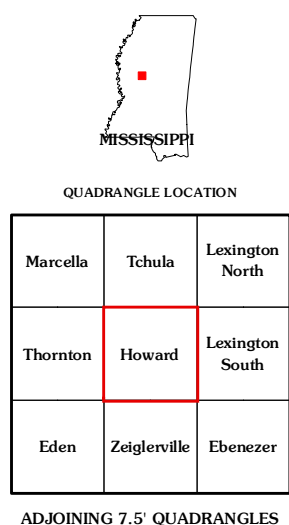 MISSISSIPPI
QUADRANGLE LOCATION
Marcella
Tchula
Lexington
North
Thornton
Howard
Lexington
South
Eden
Zeiglerville
Ebenezer
ADJOINING 7.5' QUADRANGLES